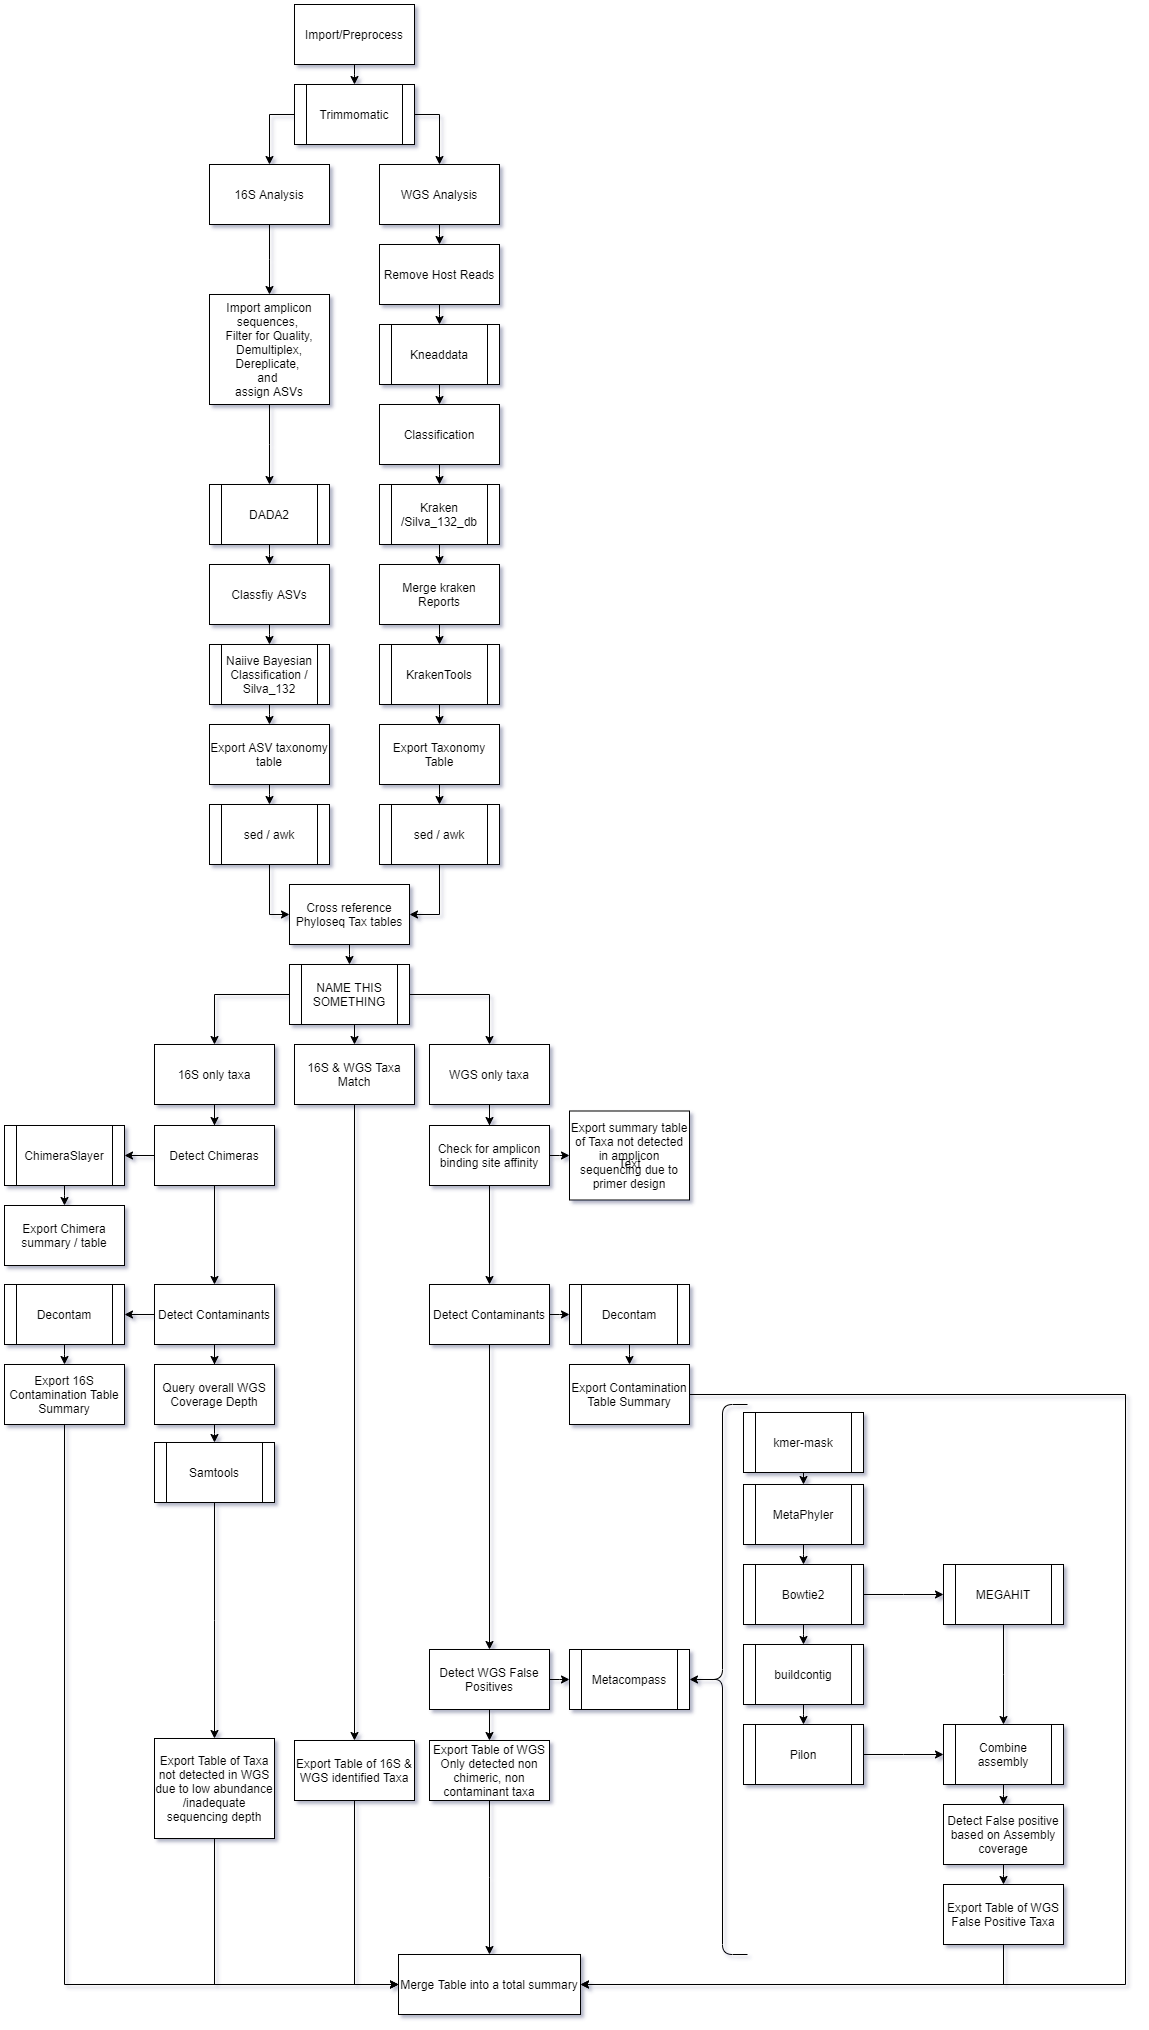 Import/Preprocess
Trimmomatic
16S Analysis
WGS Analysis
Remove Host Reads
Import amplicon
sequences,
Filter for Quality,
Demultiplex,
Dereplicate,
and
assign ASVs
Kneaddata
Classification
DADA2
Kraken
/Silva_132_db
Classfiy ASVs
Merge kraken
Reports
Naiive Bayesian
Classification /
Silva_132
KrakenTools
Export ASV taxonomy
table
Export Taxonomy
Table
sed / awk
sed / awk
Cross reference
Phyloseq Tax tables
NAME THIS
SOMETHING
16S only taxa
16S & WGS Taxa
Match
WGS only taxa
ChimeraSlayer
Detect Chimeras
Check for amplicon
binding site affinity
Export summary table
of Taxa not detected
in amplicon
Text
sequencing due to
primer design
Export Chimera
summary / table
Decontam
Detect Contaminants
Detect Contaminants
Decontam
Export 16S
Contamination Table
Summary
Query overall WGS
Coverage Depth
Export Contamination
Table Summary
Samtools
kmer-mask
MetaPhyler
Bowtie2
MEGAHIT
buildcontig
Detect WGS False
Positives
Metacompass
Pilon
Combine
assembly
Export Table of Taxa
not detected in WGS
due to low abundance
/inadequate
sequencing depth
Export Table of 16S &
WGS identified Taxa
Export Table of WGS
Only detected non
chimeric, non
contaminant taxa
Detect False positive
based on Assembly
coverage
Export Table of WGS
False Positive Taxa
Merge Table into a total summary